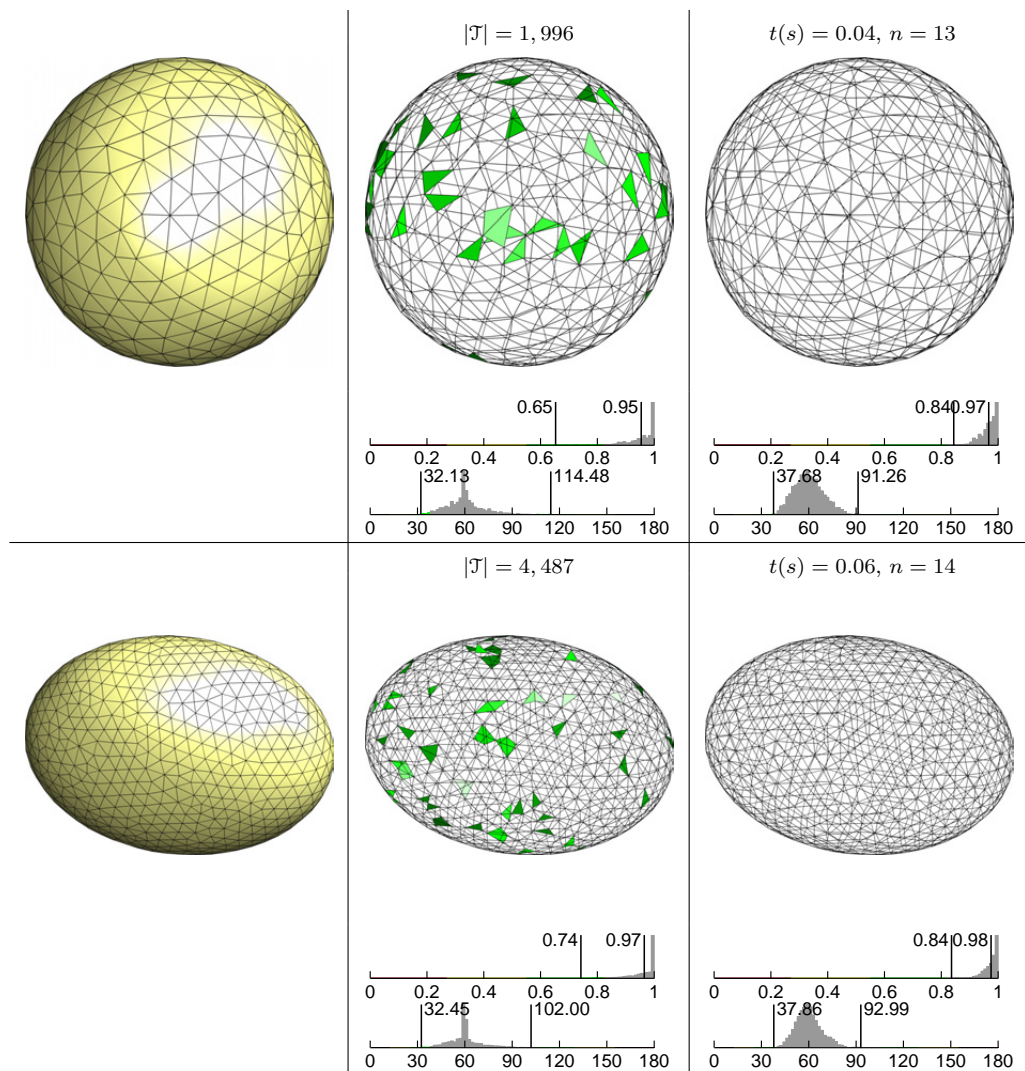 |𝒯| = 1, 996
t(s) = 0.04, n = 13
0.65 0.95
0 0.2 0.4 0.6 0.8 1
32.13 114.48
0 30 60 90 120 150 180
0.84 0.97
0 0.2 0.4 0.6 0.8 1
37.68 91.26
0 30 60 90 120 150 180
|𝒯| = 4, 487
t(s) = 0.06, n = 14
0.74 0.97
0 0.2 0.4 0.6 0.8 1
32.45 102.00
0 30 60 90 120 150 180
0.84 0.98
0 0.2 0.4 0.6 0.8 1
37.86 92.99
0 30 60 90 120 150 180